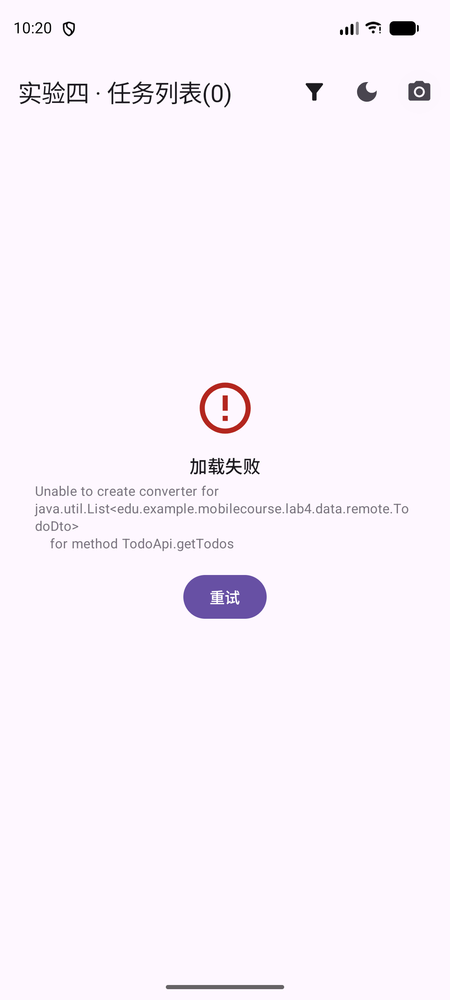 10:20
实验四 · 任务列表(0)
加载失败
Unable to create converter for
java.util.List<edu.example.mobilecourse.lab4.data.remote.To
doDto>
    for method TodoApi.getTodos
重试